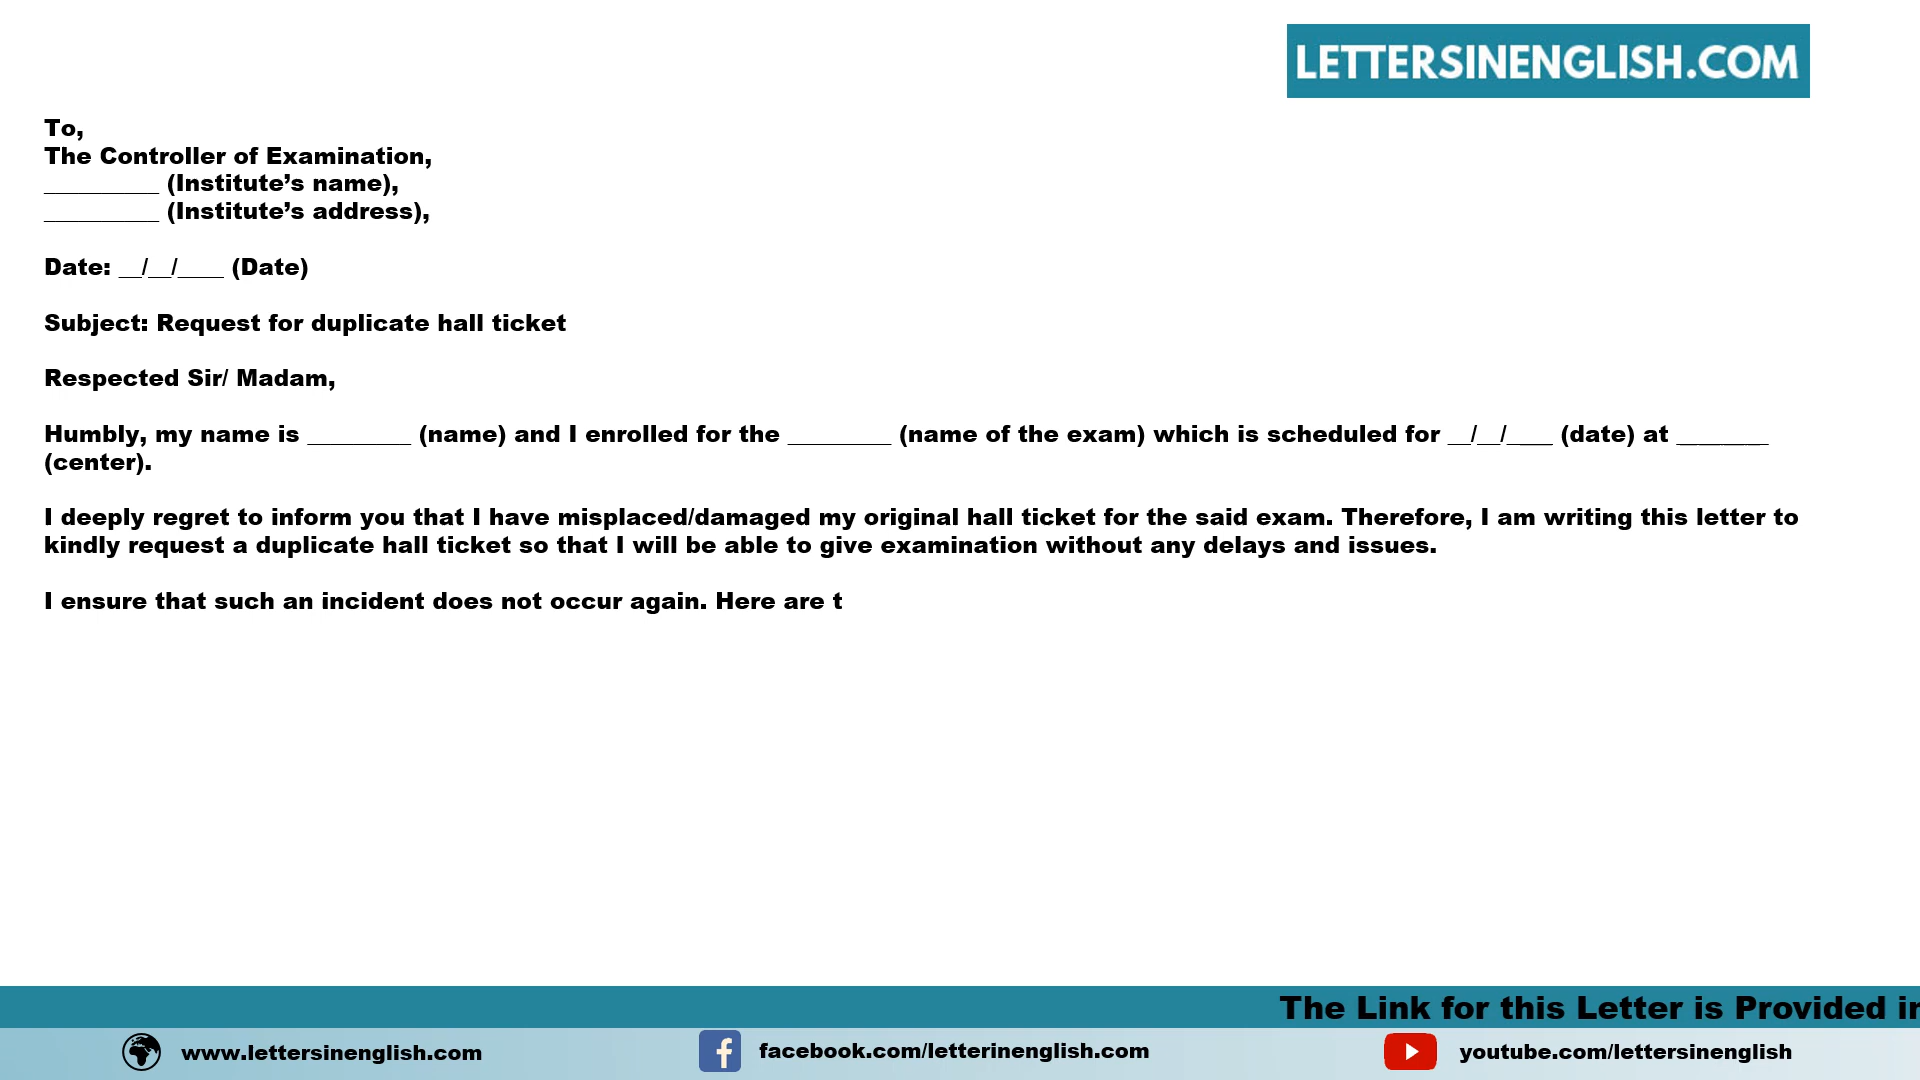 LETTERSINENGLISH.COM
To,
The Controller of Examination,
__________ (Institute’s name),
__________ (Institute’s address),
Date: __/__/____ (Date)
Subject: Request for duplicate hall ticket
Respected Sir/ Madam,
Humbly, my name is _________ (name) and I enrolled for the _________ (name of the exam) which is scheduled for __/__/____ (date) at ________
(center).
I deeply regret to inform you that I have misplaced/damaged my original hall ticket for the said exam. Therefore, I am writing this letter to
kindly request a duplicate hall ticket so that I will be able to give examination without any delays and issues.
I ensure that such an incident does not occur again. Here are t
The Link for this Letter is Provided in
www.lettersinenglish.com
facebook.com/letterinenglish.com
youtube.com/lettersinenglish